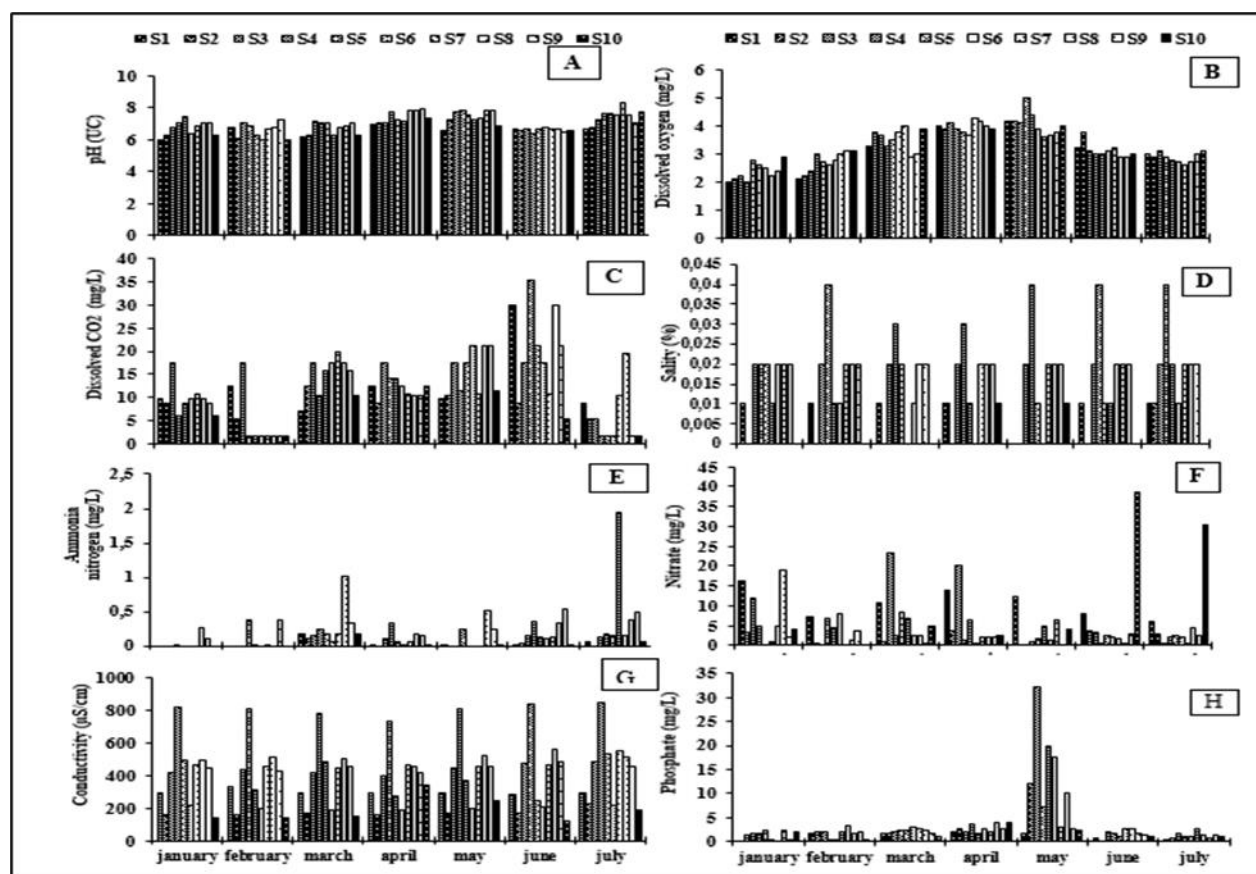 S1 S2 S3 S4 S5 S6 S7 S8 S9 S10
A
pH (UC)
10
8
6
4
2
0
S1 S2 S3 S4 S5 S6 S7 S8 S9 S10
B
Dissolved oxygen (mg/L)
6
5
4
3
2
1
0
C
Dissolved CO2 (mg/L)
40
35
30
25
20
15
10
5
0
D
Sality (%)
0,045
0,04
0,03
0,03
0,02
0,02
0,01
0,01
0,005
0
E
Ammonia
nitrogen (mg/L)
2,5
2
1,5
1
0,5
0
F
Nitrate (mg/L)
45
40
35
30
25
20
15
10
5
0
G
Conductivity (µS/cm)
1000
800
600
400
200
0
january february march april may june july
H
Phosphate (mg/L)
35
30
25
20
15
10
5
0
january february march april may june july